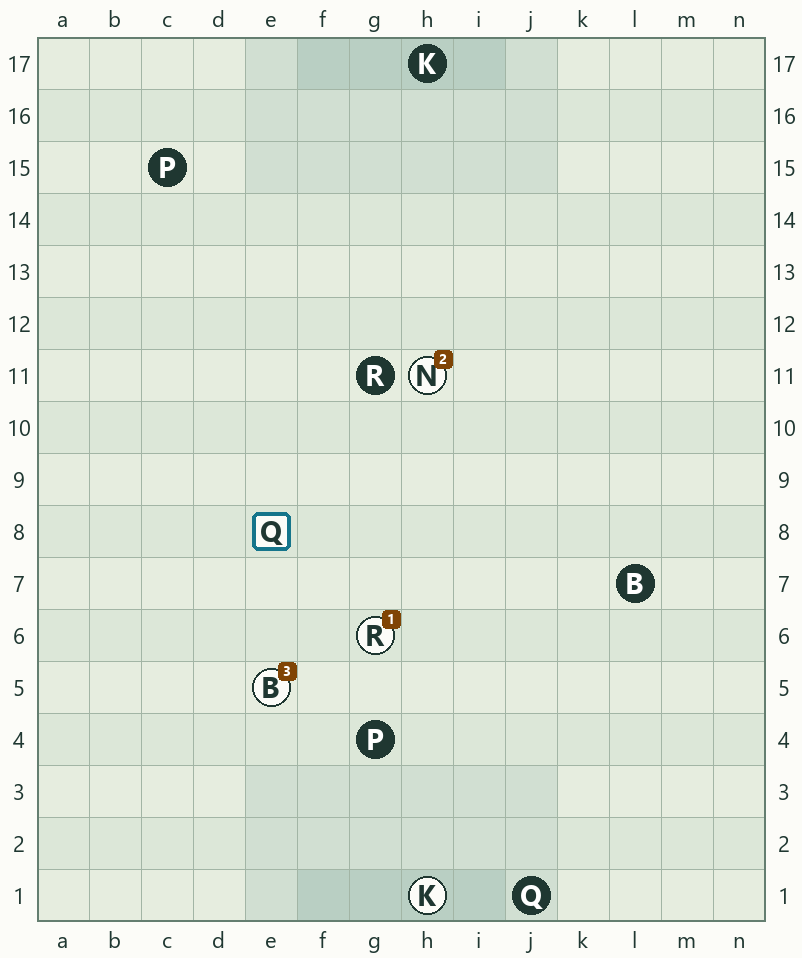 a b c d e f g h i j k l m n
17 K 17
16 16
15 P 15
14 14
13 13
12 12
11 R N 2 11
10 10
9 9
8 Q 8
7 B 7
6 R 1 6
5 B 3 5
4 P 4
3 3
2 2
1 K Q 1
a b c d e f g h i j k l m n